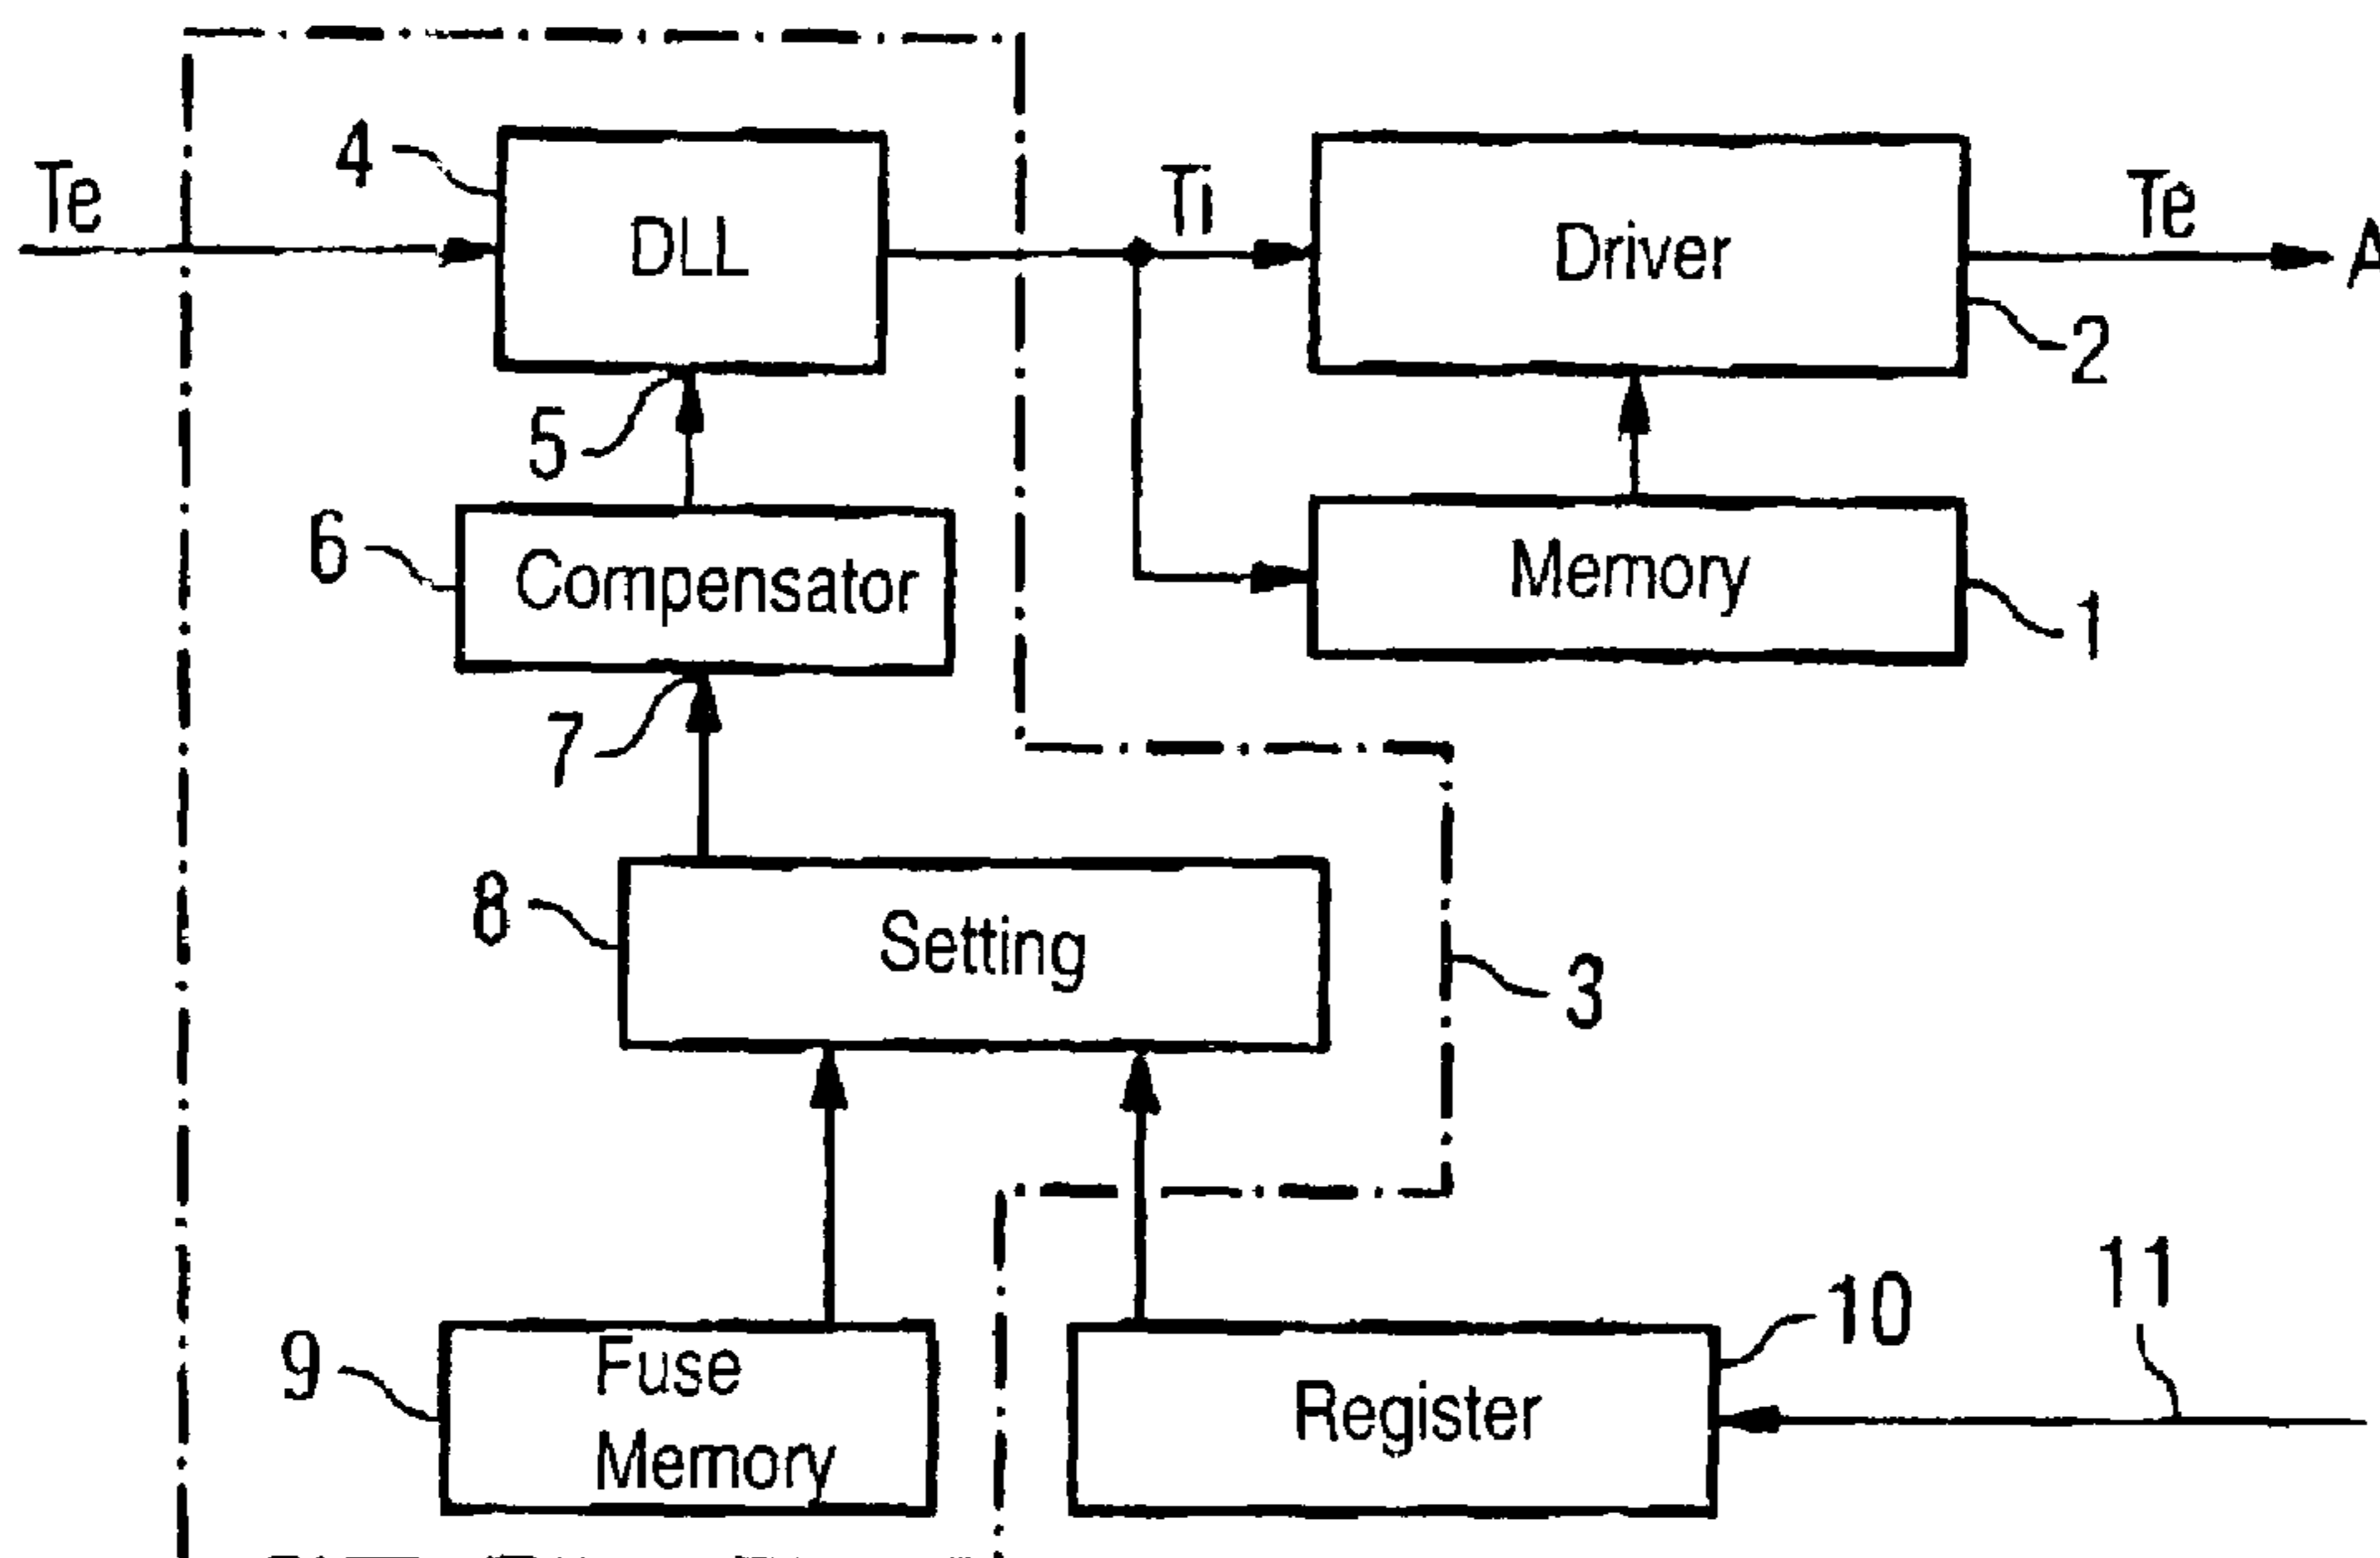 Te
4
DLL
Ti
Driver
Te
A
2
5
6
Compensator
Memory
1
7
8
Setting
3
9
Fuse
Memory
Register
10
11